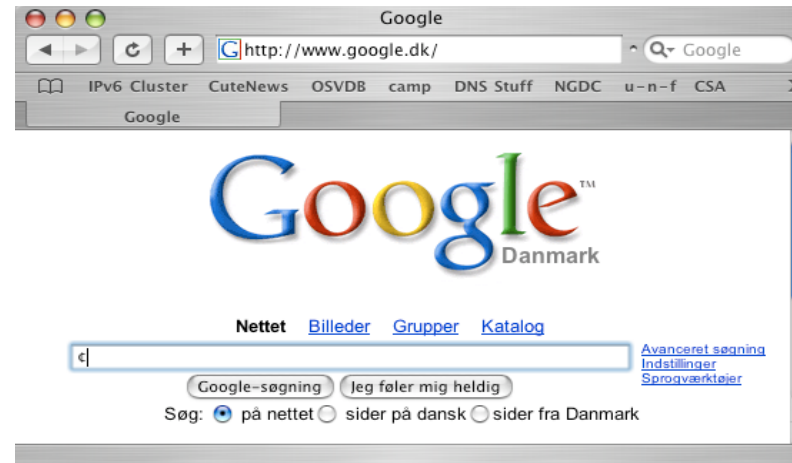 Google
http://www.google.dk/
Google
IPv6 Cluster CuteNews OSVDB camp DNS Stuff NGDC u-n-f CSA
Google
Google™
Danmark
Nettet Billeder Grupper Katalog
¢
Avanceret søgning
Indstillinger
Sprogværktøjer
Google-søgning Jeg føler mig heldig
Søg: på nettet sider på dansk sider fra Danmark